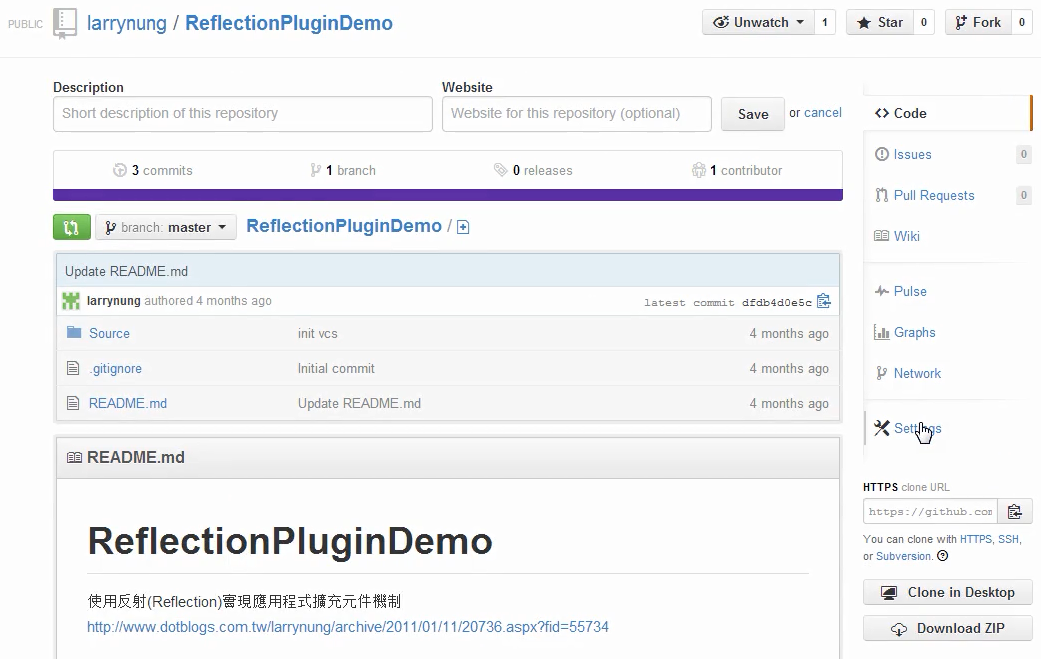 PUBLIC larrynung / ReflectionPluginDemo Unwatch 1 Star 0 Fork 0
Description Website
Short description of this repository Website for this repository (optional) Save or cancel
3 commits 1 branch 0 releases 1 contributor
branch: master ReflectionPluginDemo /
Update README.md
larrynung authored 4 months ago latest commit dfdb4d0e5c
Source init vcs 4 months ago
.gitignore Initial commit 4 months ago
README.md Update README.md 4 months ago
README.md
ReflectionPluginDemo
使用反射(Reflection)實現應用程式擴充元件機制
http://www.dotblogs.com.tw/larrynung/archive/2011/01/11/20736.aspx?fid=55734
Code
Issues 0
Pull Requests 0
Wiki
Pulse
Graphs
Network
Settings
HTTPS clone URL
https://github.com
You can clone with HTTPS, SSH,
or Subversion.
Clone in Desktop
Download ZIP